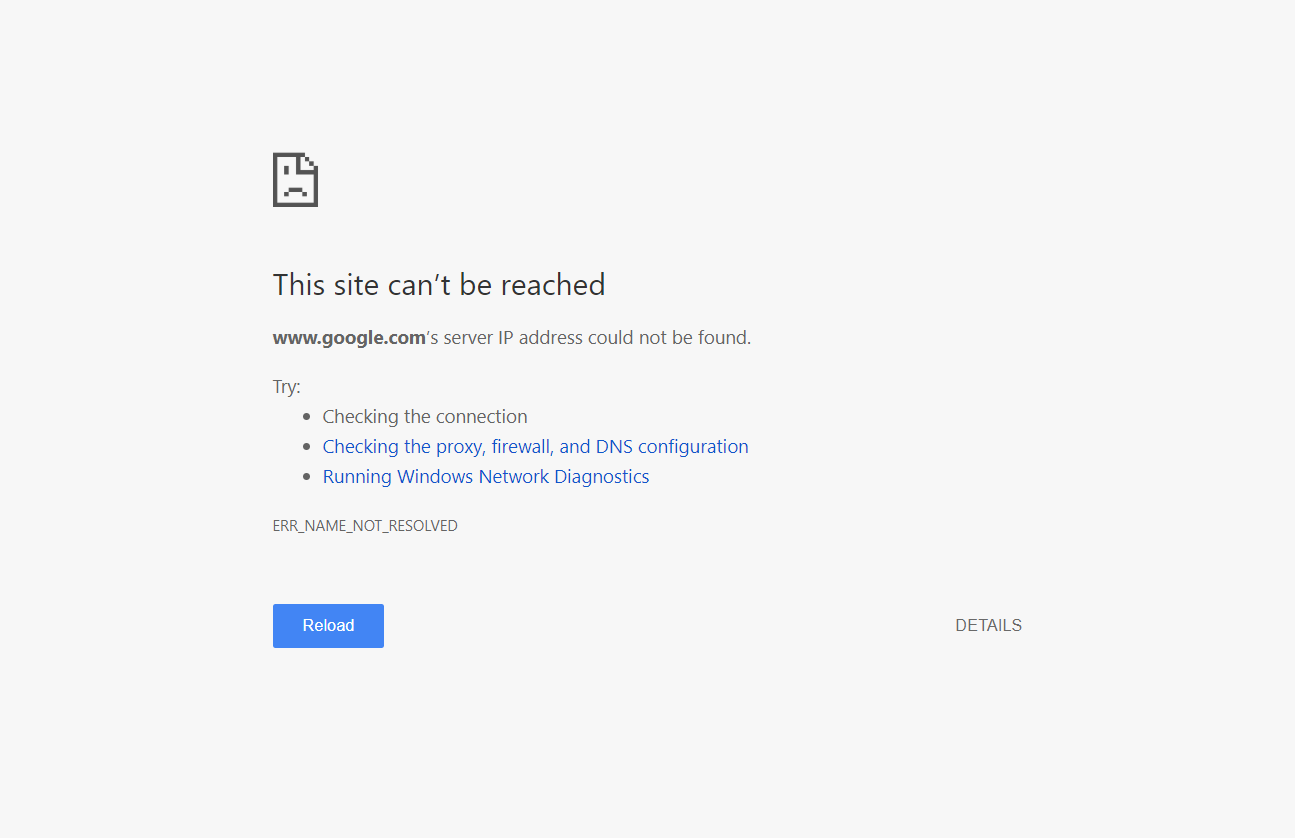 This site can’t be reached
www.google.com’s server IP address could not be found.
Try:
Checking the connection
Checking the proxy, firewall, and DNS configuration
Running Windows Network Diagnostics
ERR_NAME_NOT_RESOLVED
Reload
DETAILS